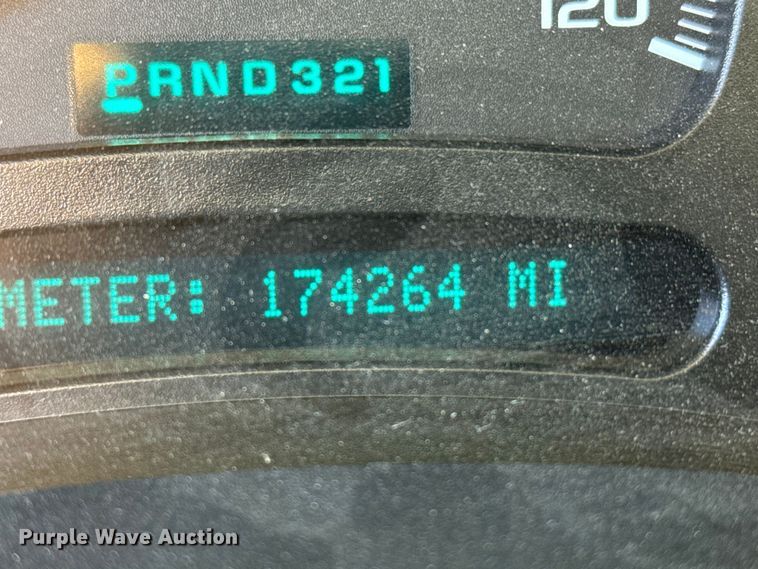 120
PRND321
METER: 174264 MI
Purple Wave Auction